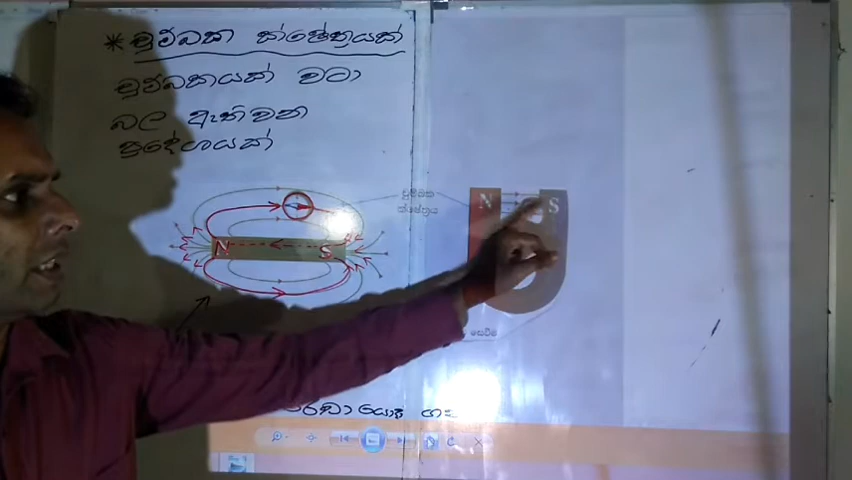 * චුම්බක ක්ෂේත්‍රයක්
චුම්බකයක් වටා
බල ඇතිවන
ප්‍රදේශයක්
චුම්බක
ක්ෂේත්‍රය
N S
N S